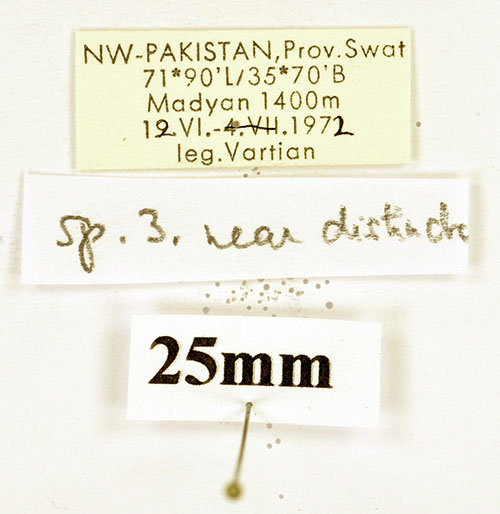 NW-PAKISTAN,Prov.Swat
71*90'L/35*70'B
Madyan 1400m
12.VI.-4.VII.1972
leg.Vartian
sp. 3. near distincta
25mm